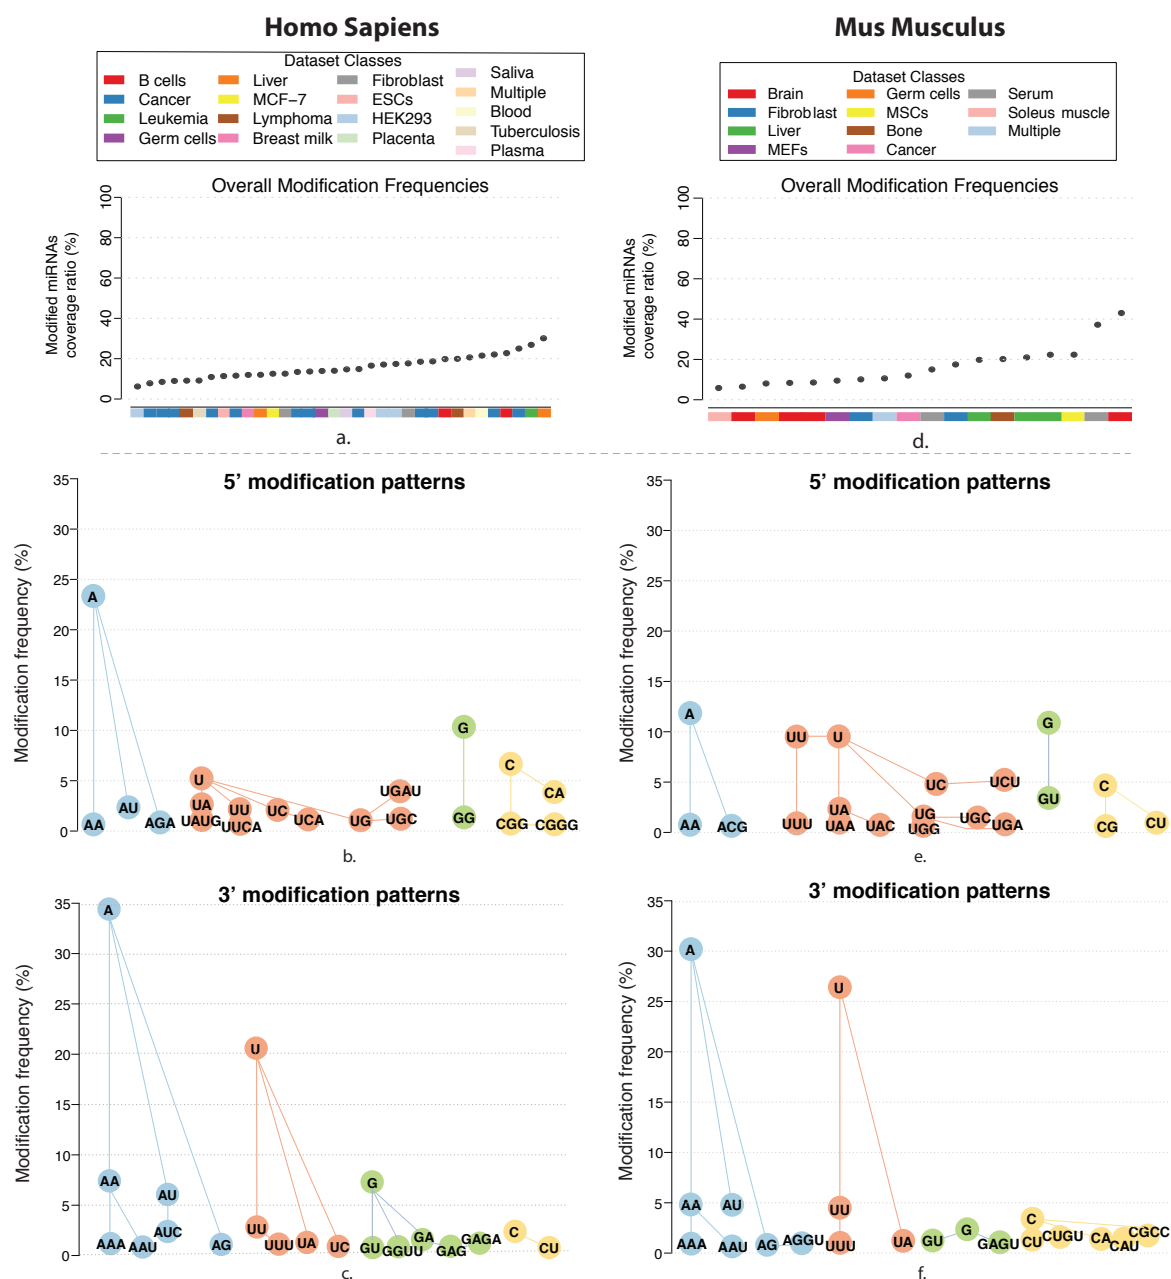 Homo Sapiens
Dataset Classes
B cells
Cancer
Leukemia
Germ cells
Liver
MCF−7
Lymphoma
Breast milk
Fibroblast
ESCs
HEK293
Placenta
Saliva
Multiple
Blood
Tuberculosis
Plasma
Overall Modification Frequencies
Modified miRNAs
coverage ratio (%)
100
80
60
40
20
0
a.
Mus Musculus
Dataset Classes
Brain
Fibroblast
Liver
MEFs
Germ cells
MSCs
Bone
Cancer
Serum
Soleus muscle
Multiple
Overall Modification Frequencies
Modified miRNAs
coverage ratio (%)
100
80
60
40
20
0
d.
5’ modification patterns
Modification frequency (%)
35
30
25
20
15
10
5
0
A
AA
AU
AGA
U
UA
UAUG
UU
UUCA
UC
UCA
UG
UGAU
UGC
G
GG
C
CGG
CA
CGGG
b.
5’ modification patterns
Modification frequency (%)
35
30
25
20
15
10
5
0
A
AA
ACG
UU
UUU
U
UA
UAA
UAC
UG
UGG
UC
UGC
UCU
UGA
G
GU
C
CG
CU
e.
3’ modification patterns
Modification frequency (%)
35
30
25
20
15
10
5
0
A
AA
AAA
AAU
AU
AUC
AG
U
UU
UUU
UA
UC
G
GU
GGUU
GA
GAG
GAGA
C
CU
c.
3’ modification patterns
Modification frequency (%)
35
30
25
20
15
10
5
0
A
AA
AAA
AU
AAU
AG
AGGU
U
UU
UUU
UA
GU
G
GAGU
C
CU
CUGU
CA
CAU
CGCC
f.